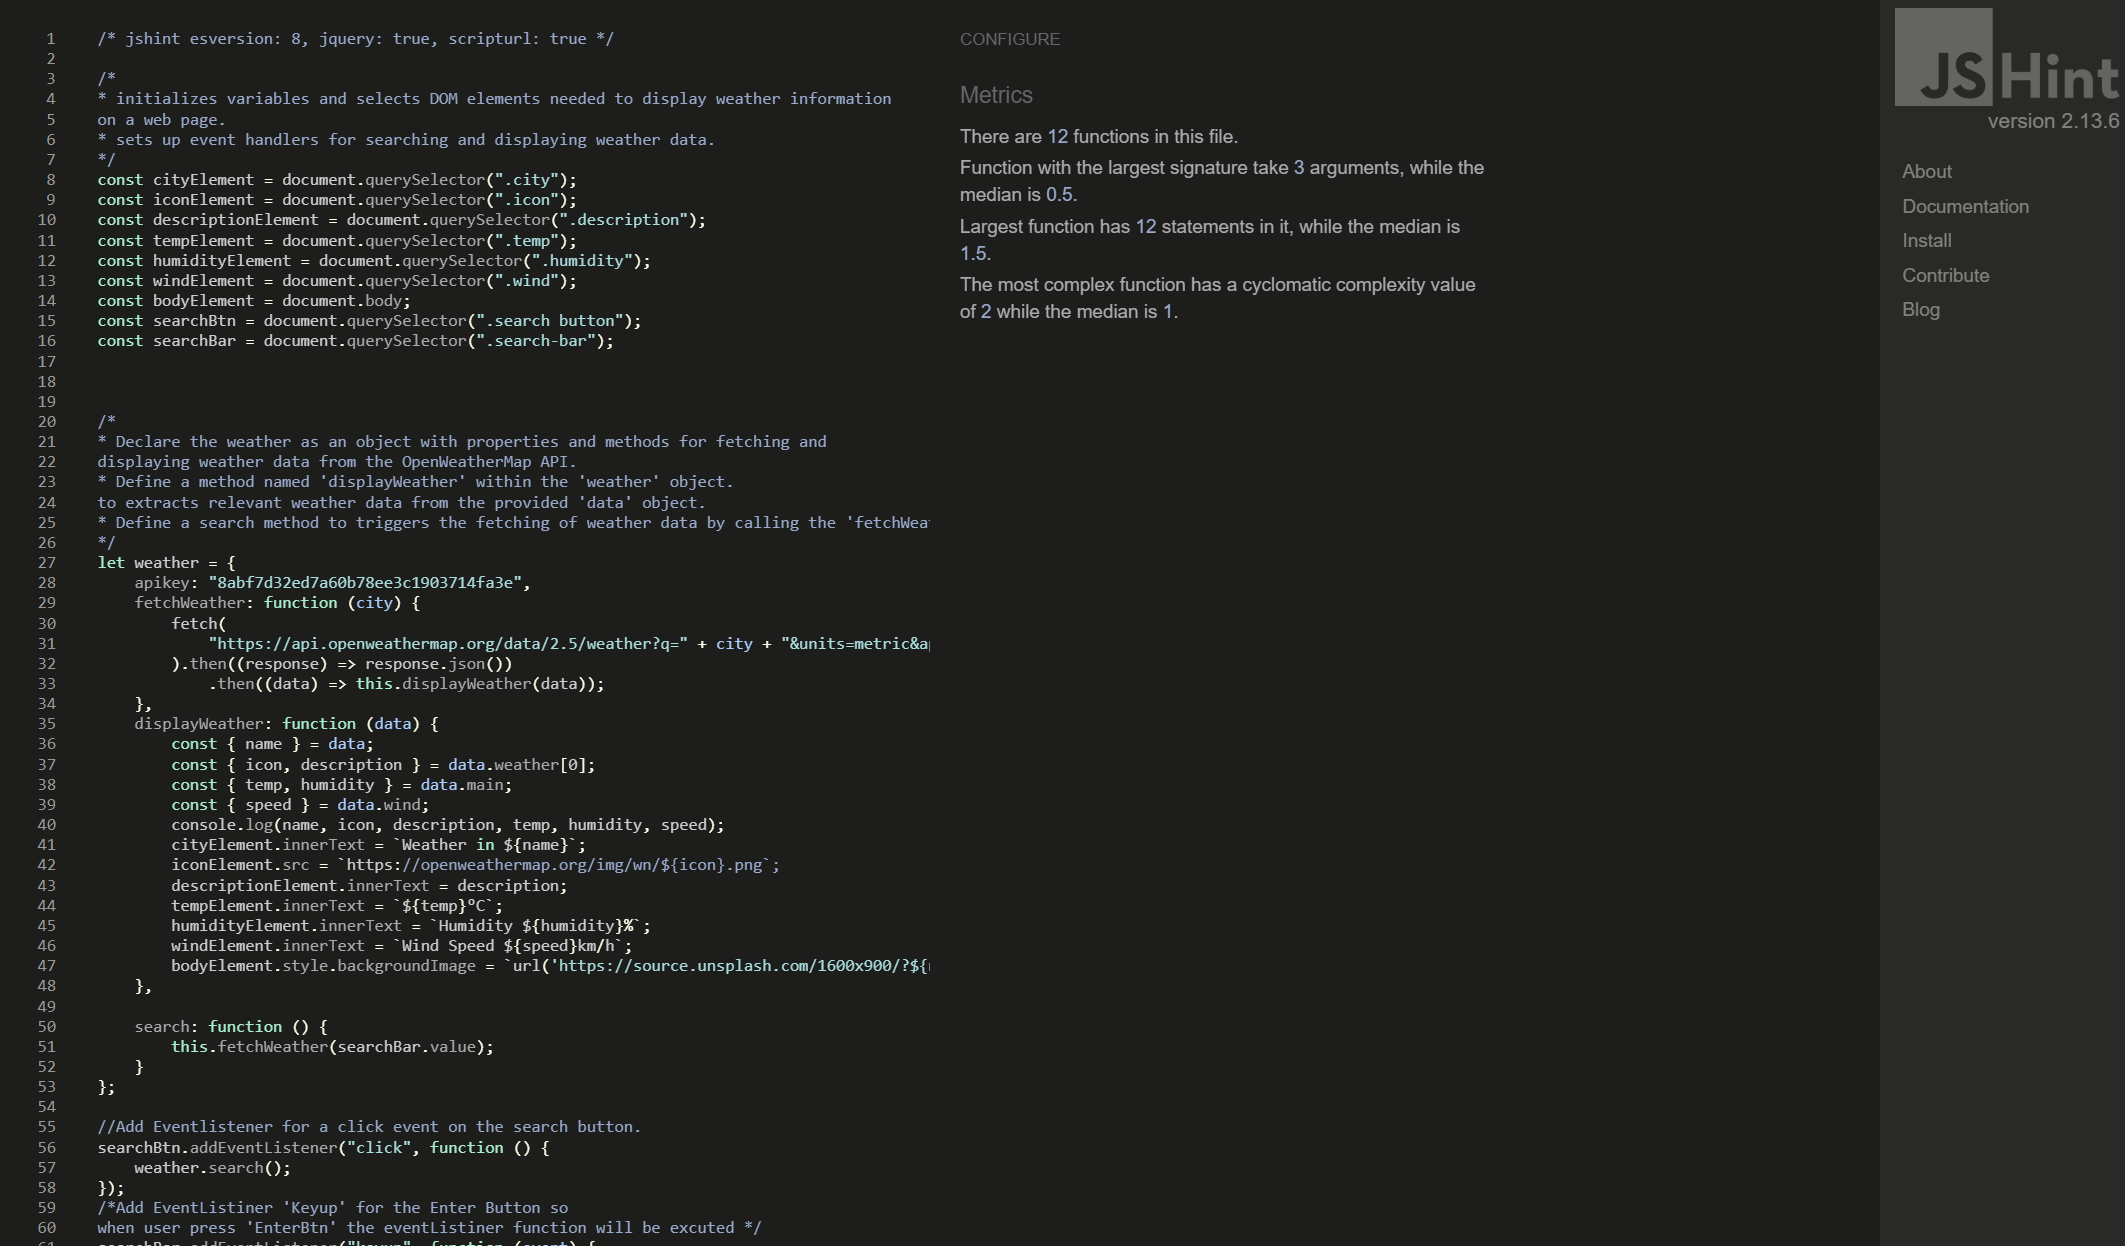 1 /* jshint esversion: 8, jquery: true, scripturl: true */
2
3 /*
4 * initializes variables and selects DOM elements needed to display weather information
5 on a web page.
6 * sets up event handlers for searching and displaying weather data.
7 */
8 const cityElement = document.querySelector(".city");
9 const iconElement = document.querySelector(".icon");
10 const descriptionElement = document.querySelector(".description");
11 const tempElement = document.querySelector(".temp");
12 const humidityElement = document.querySelector(".humidity");
13 const windElement = document.querySelector(".wind");
14 const bodyElement = document.body;
15 const searchBtn = document.querySelector(".search button");
16 const searchBar = document.querySelector(".search-bar");
17
18
19
20 /*
21 * Declare the weather as an object with properties and methods for fetching and
22 displaying weather data from the OpenWeatherMap API.
23 * Define a method named 'displayWeather' within the 'weather' object.
24 to extracts relevant weather data from the provided 'data' object.
25 * Define a search method to triggers the fetching of weather data by calling the 'fetchWea
26 */
27 let weather = {
28 apikey: "8abf7d32ed7a60b78ee3c1903714fa3e",
29 fetchWeather: function (city) {
30 fetch(
31 "https://api.openweathermap.org/data/2.5/weather?q=" + city + "&units=metric&a
32 ).then((response) => response.json())
33 .then((data) => this.displayWeather(data));
34 },
35 displayWeather: function (data) {
36 const { name } = data;
37 const { icon, description } = data.weather[0];
38 const { temp, humidity } = data.main;
39 const { speed } = data.wind;
40 console.log(name, icon, description, temp, humidity, speed);
41 cityElement.innerText = `Weather in ${name}`;
42 iconElement.src = `https://openweathermap.org/img/wn/${icon}.png`;
43 descriptionElement.innerText = description;
44 tempElement.innerText = `${temp}°C`;
45 humidityElement.innerText = `Humidity ${humidity}%`;
46 windElement.innerText = `Wind Speed ${speed}km/h`;
47 bodyElement.style.backgroundImage = `url('https://source.unsplash.com/1600x900/?${
48 },
49
50 search: function () {
51 this.fetchWeather(searchBar.value);
52 }
53 };
54
55 //Add Eventlistener for a click event on the search button.
56 searchBtn.addEventListener("click", function () {
57 weather.search();
58 });
59 /*Add EventListiner 'Keyup' for the Enter Button so
60 when user press 'EnterBtn' the eventListiner function will be excuted */
61 searchBar.addEventListener("keyup", function (event) {
CONFIGURE
Metrics
There are 12 functions in this file.
Function with the largest signature take 3 arguments, while the
median is 0.5.
Largest function has 12 statements in it, while the median is
1.5.
The most complex function has a cyclomatic complexity value
of 2 while the median is 1.
JSHint
version 2.13.6
About
Documentation
Install
Contribute
Blog